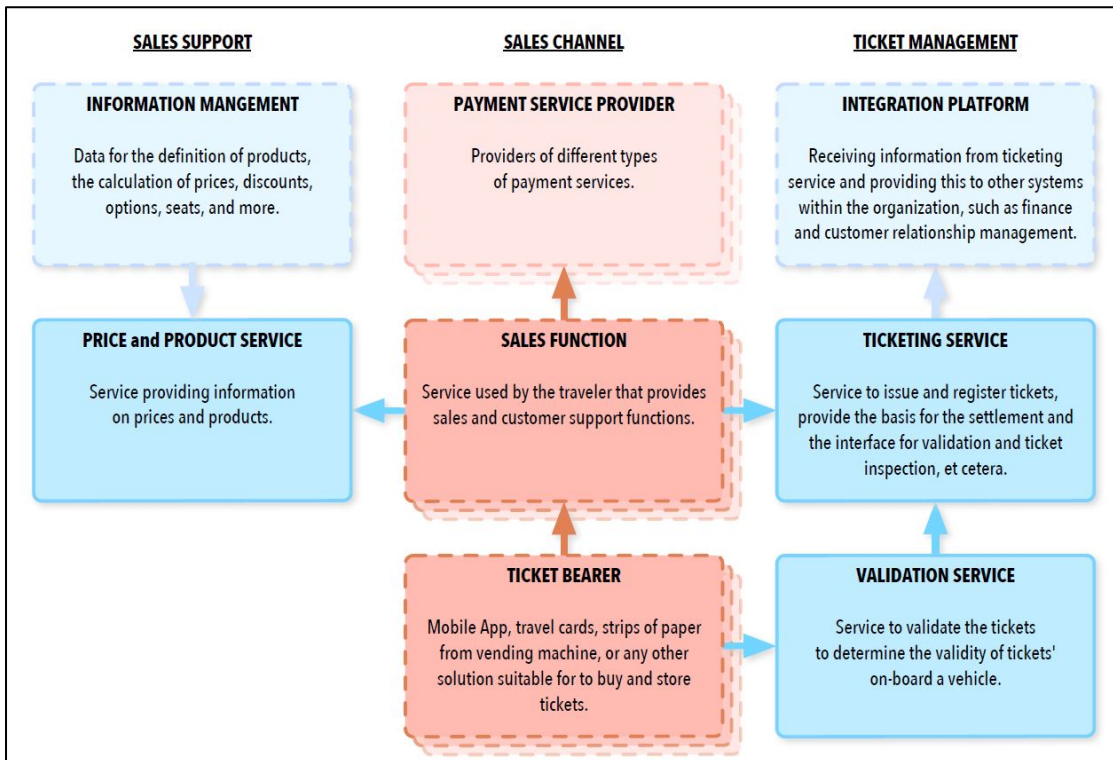 SALES SUPPORT
SALES CHANNEL
TICKET MANAGEMENT
INFORMATION MANGEMENT
Data for the definition of products,
the calculation of prices, discounts,
options, seats, and more.
PAYMENT SERVICE PROVIDER
Providers of different types
of payment services.
INTEGRATION PLATFORM
Receiving information from ticketing
service and providing this to other systems
within the organization, such as finance
and customer relationship management.
PRICE and PRODUCT SERVICE
Service providing information
on prices and products.
SALES FUNCTION
Service used by the traveler that provides
sales and customer support functions.
TICKETING SERVICE
Service to issue and register tickets,
provide the basis for the settlement and
the interface for validation and ticket
inspection, et cetera.
TICKET BEARER
Mobile App, travel cards, strips of paper
from vending machine, or any other
solution suitable for to buy and store
tickets.
VALIDATION SERVICE
Service to validate the tickets
to determine the validity of tickets'
on-board a vehicle.